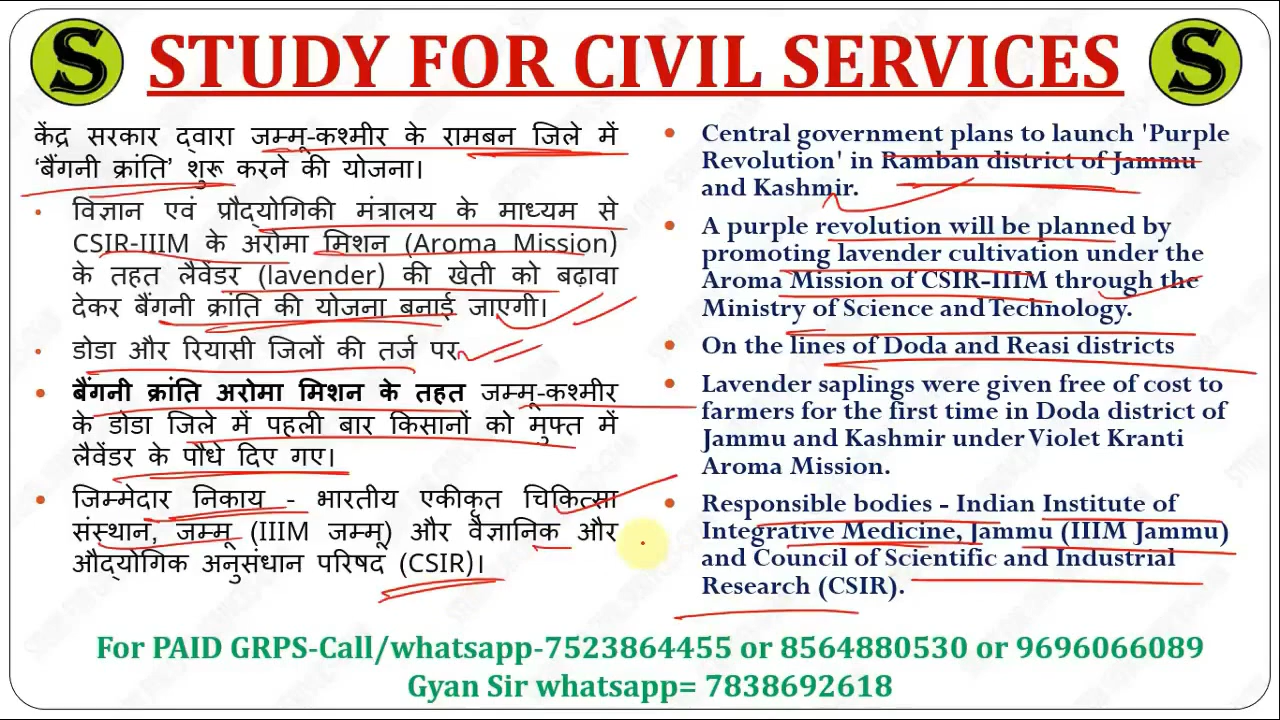 S STUDY FOR CIVIL SERVICES S
केंद्र सरकार द्वारा जम्मू-कश्मीर के रामबन जिले में
‘बैंगनी क्रांति’ शुरू करने की योजना।
• विज्ञान एवं प्रौद्योगिकी मंत्रालय के माध्यम से
CSIR-IIIM के अरोमा मिशन (Aroma Mission)
के तहत लैवेंडर (lavender) की खेती को बढ़ावा
देकर बैंगनी क्रांति की योजना बनाई जाएगी।
• डोडा और रियासी जिलों की तर्ज पर
• बैंगनी क्रांति अरोमा मिशन के तहत जम्मू-कश्मीर
के डोडा जिले में पहली बार किसानों को मुफ्त में
लैवेंडर के पौधे दिए गए।
• जिम्मेदार निकाय - भारतीय एकीकृत चिकित्सा
संस्थान, जम्मू (IIIM जम्मू) और वैज्ञानिक और
औद्योगिक अनुसंधान परिषद (CSIR)।
• Central government plans to launch 'Purple
Revolution' in Ramban district of Jammu
and Kashmir.
• A purple revolution will be planned by
promoting lavender cultivation under the
Aroma Mission of CSIR-IIIM through the
Ministry of Science and Technology.
• On the lines of Doda and Reasi districts
• Lavender saplings were given free of cost to
farmers for the first time in Doda district of
Jammu and Kashmir under Violet Kranti
Aroma Mission.
• Responsible bodies - Indian Institute of
Integrative Medicine, Jammu (IIIM Jammu)
and Council of Scientific and Industrial
Research (CSIR).
For PAID GRPS-Call/whatsapp-7523864455 or 8564880530 or 9696066089
Gyan Sir whatsapp= 7838692618